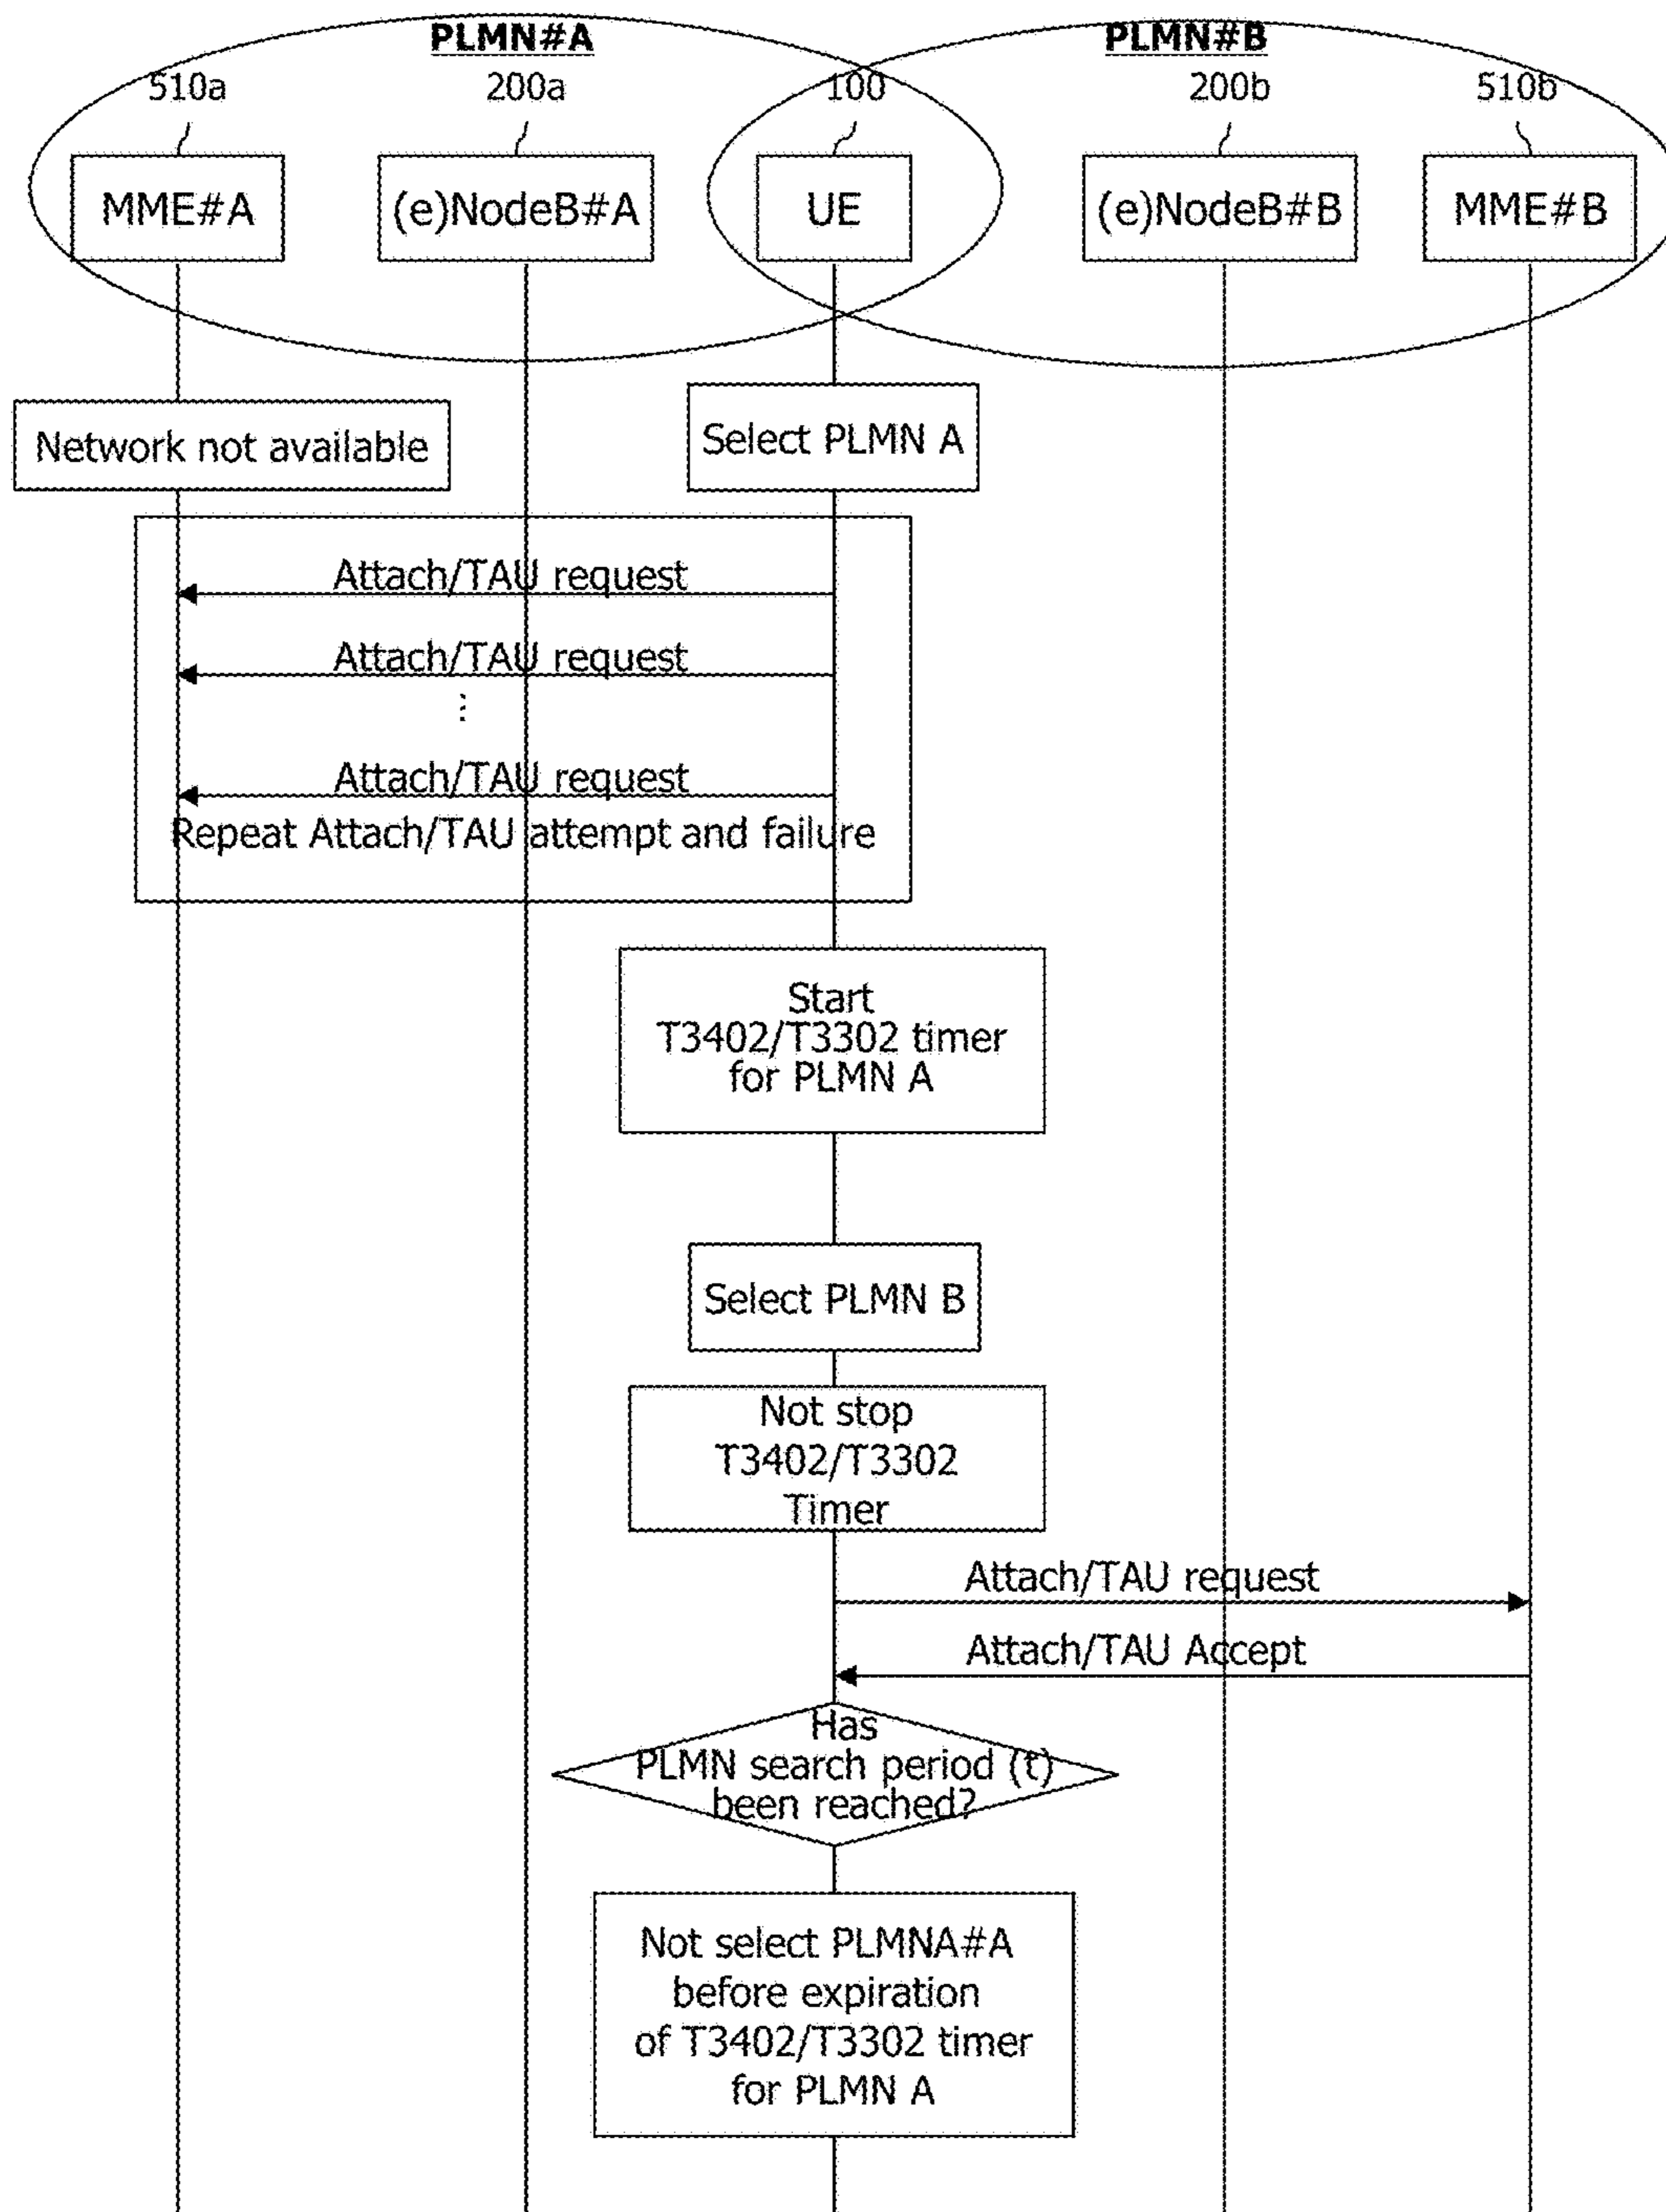 PLMN#A
PLMN#B
510a
200a
100
200b
510b
MME#A
(e)NodeB#A
UE
(e)NodeB#B
MME#B
Network not available
Select PLMN A
Attach/TAU request
Attach/TAU request
⋮
Attach/TAU request
Repeat Attach/TAU attempt and failure
Start
T3402/T3302 timer
for PLMN A
Select PLMN B
Not stop
T3402/T3302
Timer
Attach/TAU request
Attach/TAU Accept
Has
PLMN search period (t)
been reached?
Not select PLMNA#A
before expiration
of T3402/T3302 timer
for PLMN A